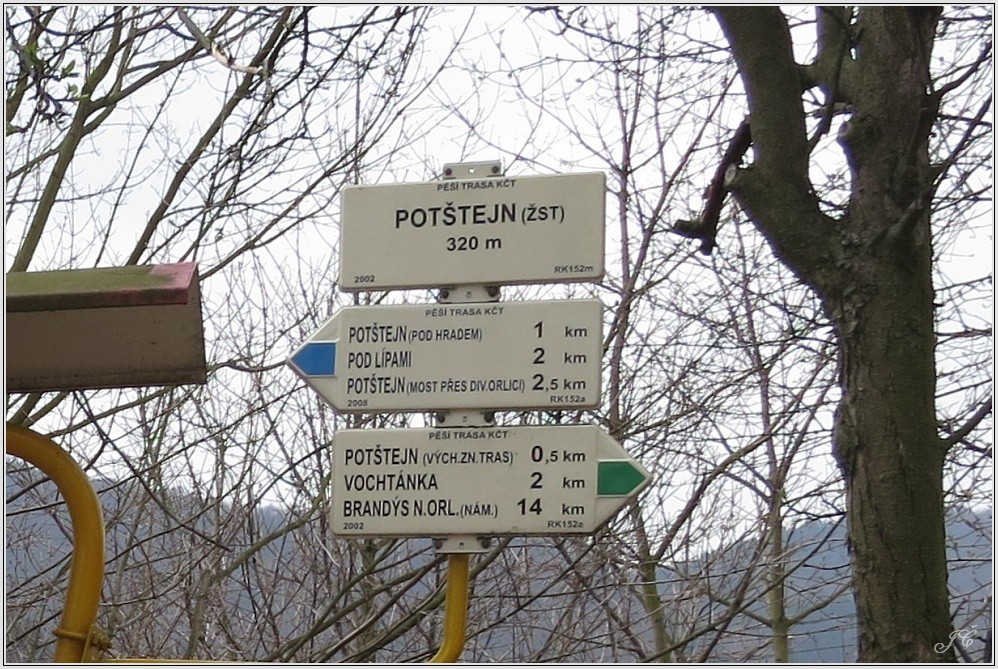 PĚŠÍ TRASA KČT
POTŠTEJN (ŽST)
320 m
2002 RK152m
PĚŠÍ TRASA KČT
POTŠTEJN (POD HRADEM) 1 km
POD LÍPAMI 2 km
POTŠTEJN (MOST PŘES DIV.ORLICI) 2,5 km
2008 RK152a
PĚŠÍ TRASA KČT
POTŠTEJN (VÝCH.ZN.TRAS) 0,5 km
VOCHTÁNKA 2 km
BRANDÝS N.ORL.(NÁM.) 14 km
2002 RK152e
JČ